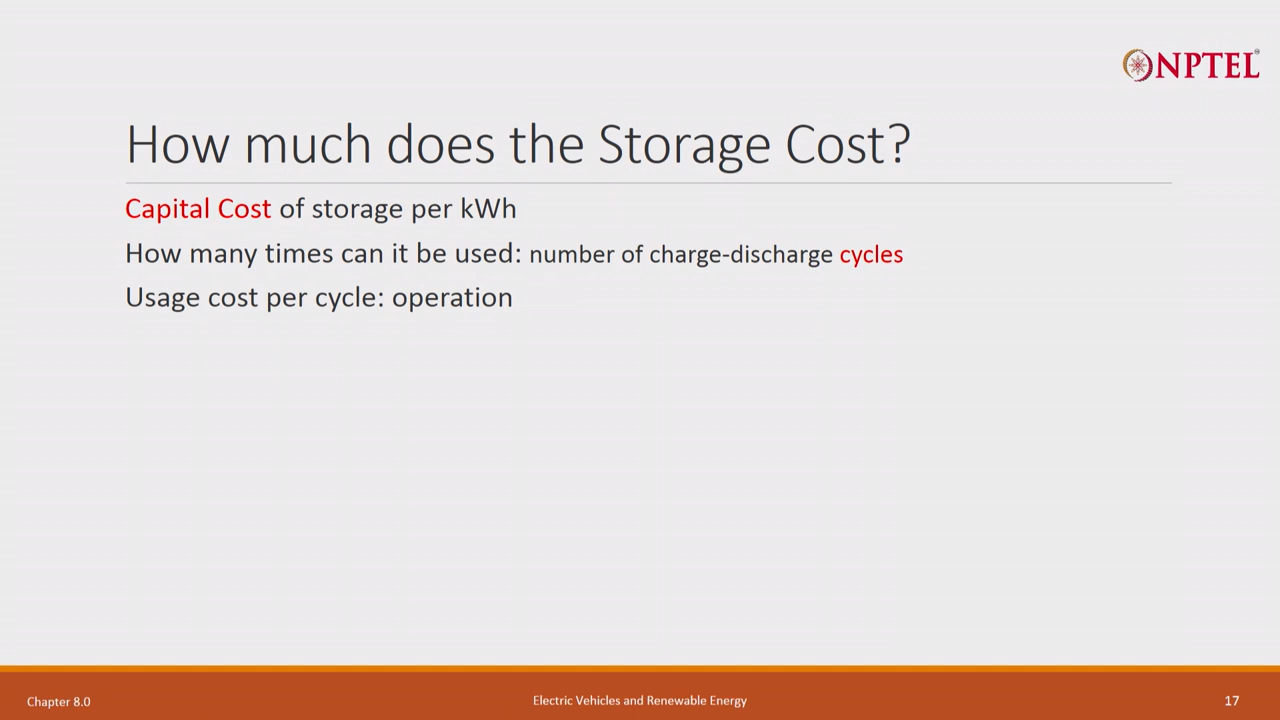 NPTEL
How much does the Storage Cost?
Capital Cost of storage per kWh
How many times can it be used: number of charge-discharge cycles
Usage cost per cycle: operation
Chapter 8.0
Electric Vehicles and Renewable Energy
17